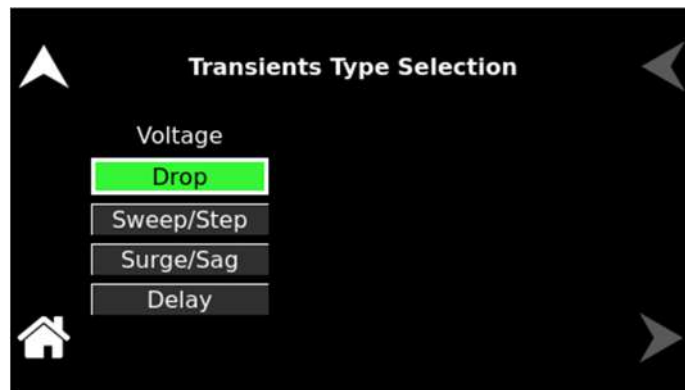 Transients Type Selection
Voltage
Drop
Sweep/Step
Surge/Sag
Delay